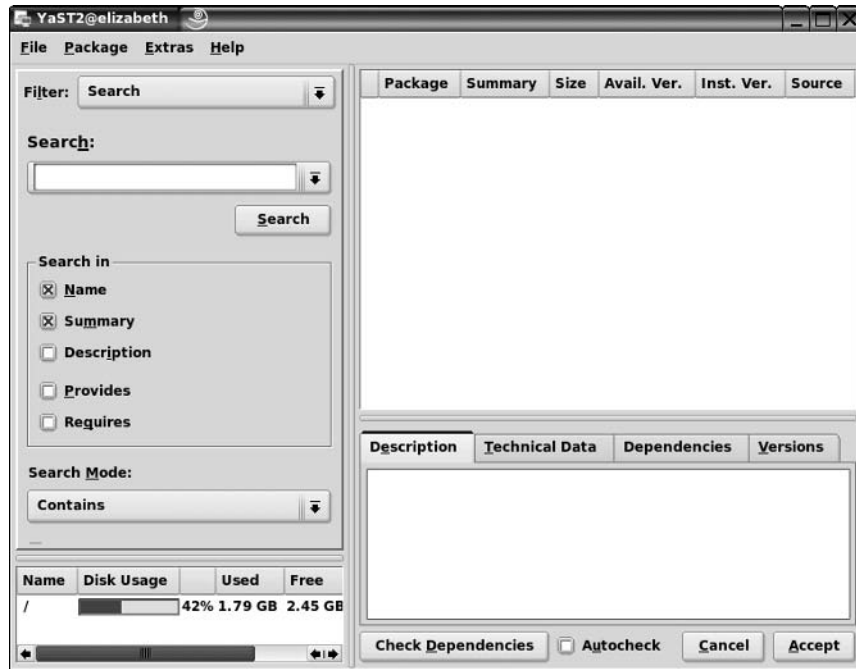 YaST2@elizabeth
File Package Extras Help
Filter: Search
Search:
Search
Search in
Name
Summary
Description
Provides
Requires
Search Mode:
Contains
Name Disk Usage Used Free
/ 42% 1.79 GB 2.45 GB
Package Summary Size Avail. Ver. Inst. Ver. Source
Description Technical Data Dependencies Versions
Check Dependencies Autocheck Cancel Accept